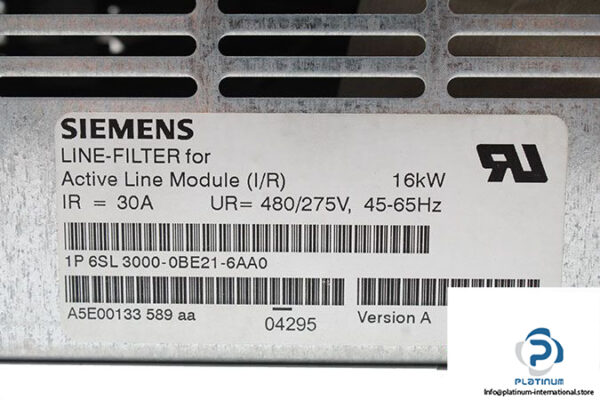 SIEMENS
LINE-FILTER for
Active Line Module (I/R) 16kW
IR = 30A UR= 480/275V, 45-65Hz
1P 6SL 3000-0BE21-6AA0
A5E00133 589 aa 04295 Version A
PLATINUM
Info@platinum-international.store